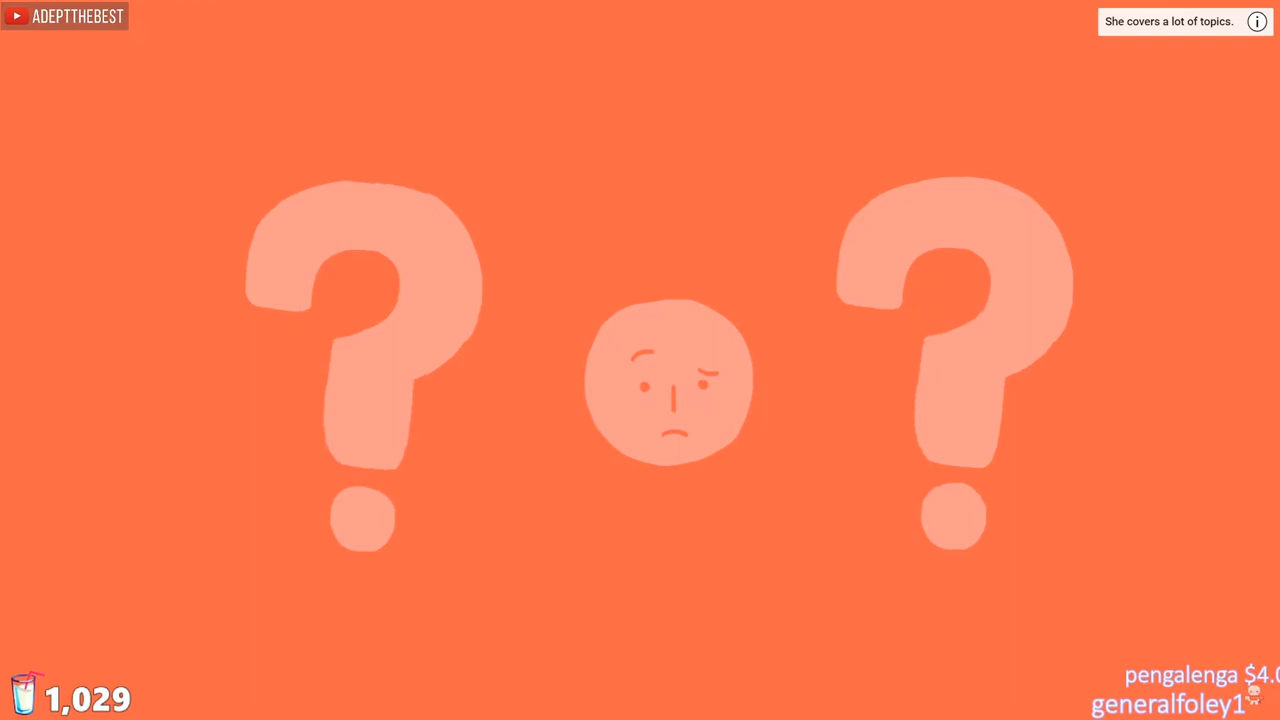 ADEPTTHEBEST
She covers a lot of topics.
? ?
1,029
pengalenga $4.0
generalfoley1